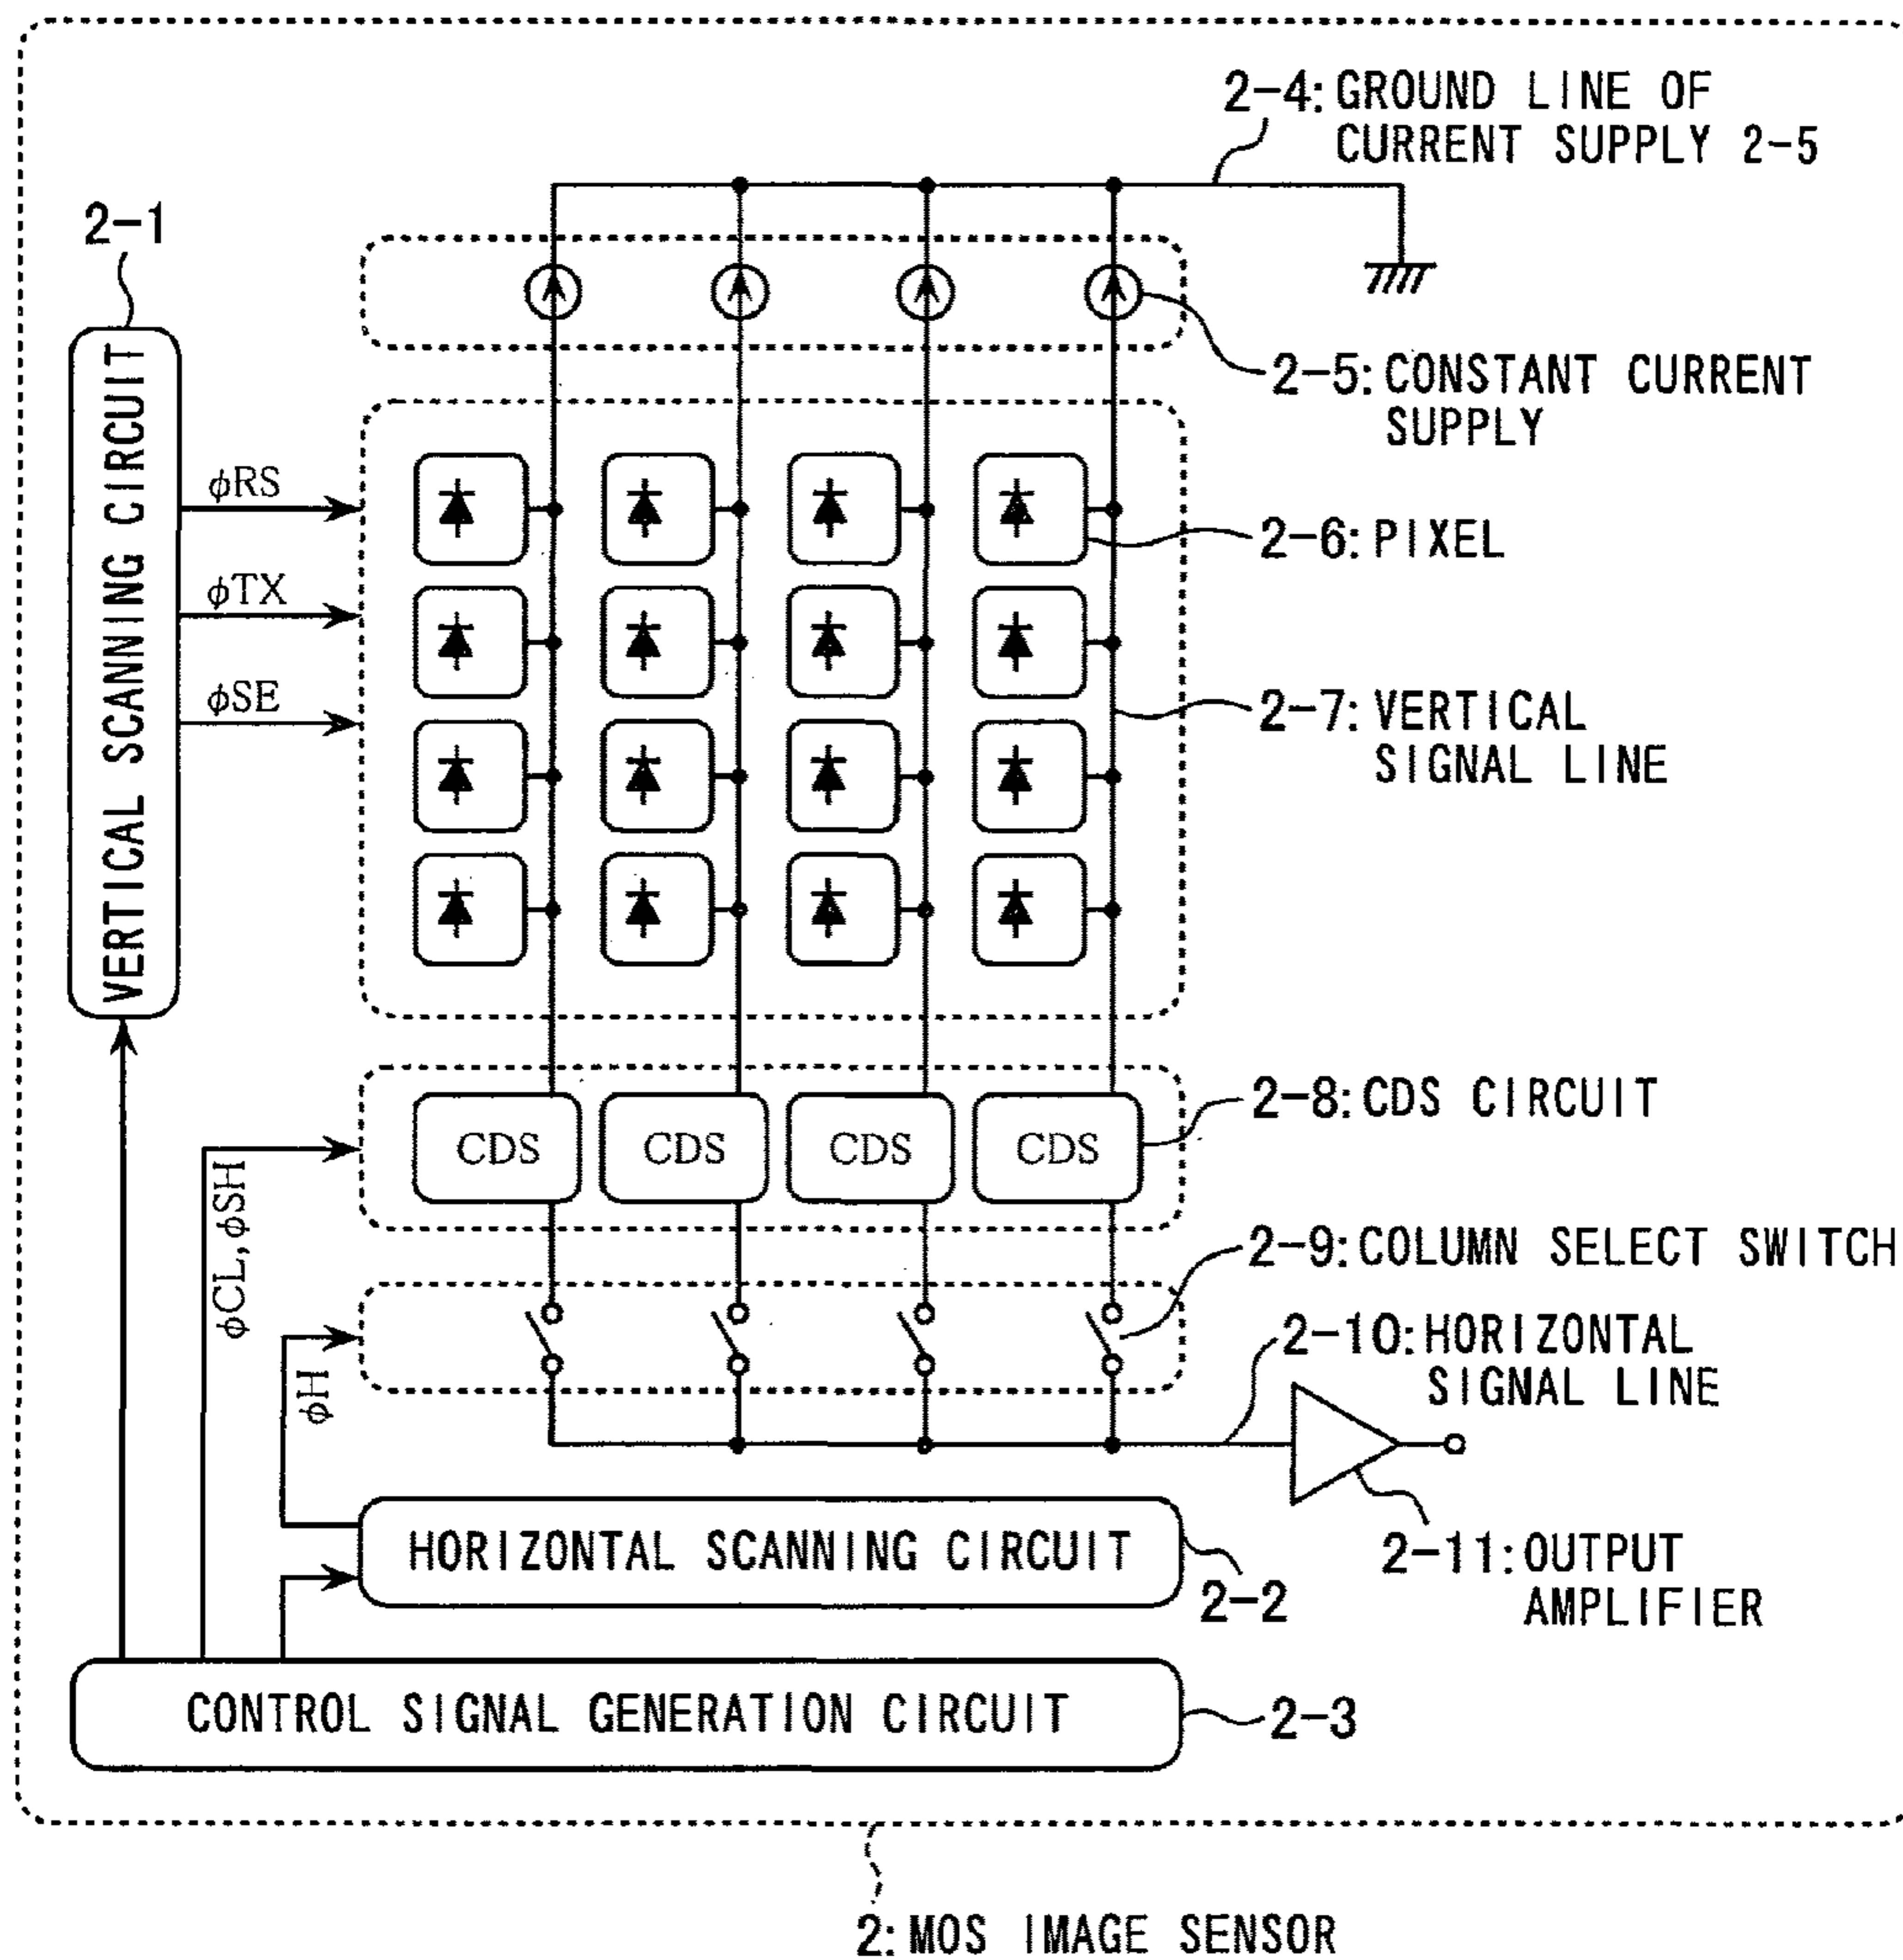 2-4: GROUND LINE OF
CURRENT SUPPLY 2-5
2-1
VERTICAL SCANNING CIRCUIT
2-5: CONSTANT CURRENT
SUPPLY
φRS
2-6: PIXEL
φTX
φSE
2-7: VERTICAL
SIGNAL LINE
2-8: CDS CIRCUIT
CDS
CDS
CDS
CDS
φCL, φSH
2-9: COLUMN SELECT SWITCH
φH
2-10: HORIZONTAL
SIGNAL LINE
HORIZONTAL SCANNING CIRCUIT
2-2
2-11: OUTPUT
AMPLIFIER
CONTROL SIGNAL GENERATION CIRCUIT
2-3
2: MOS IMAGE SENSOR